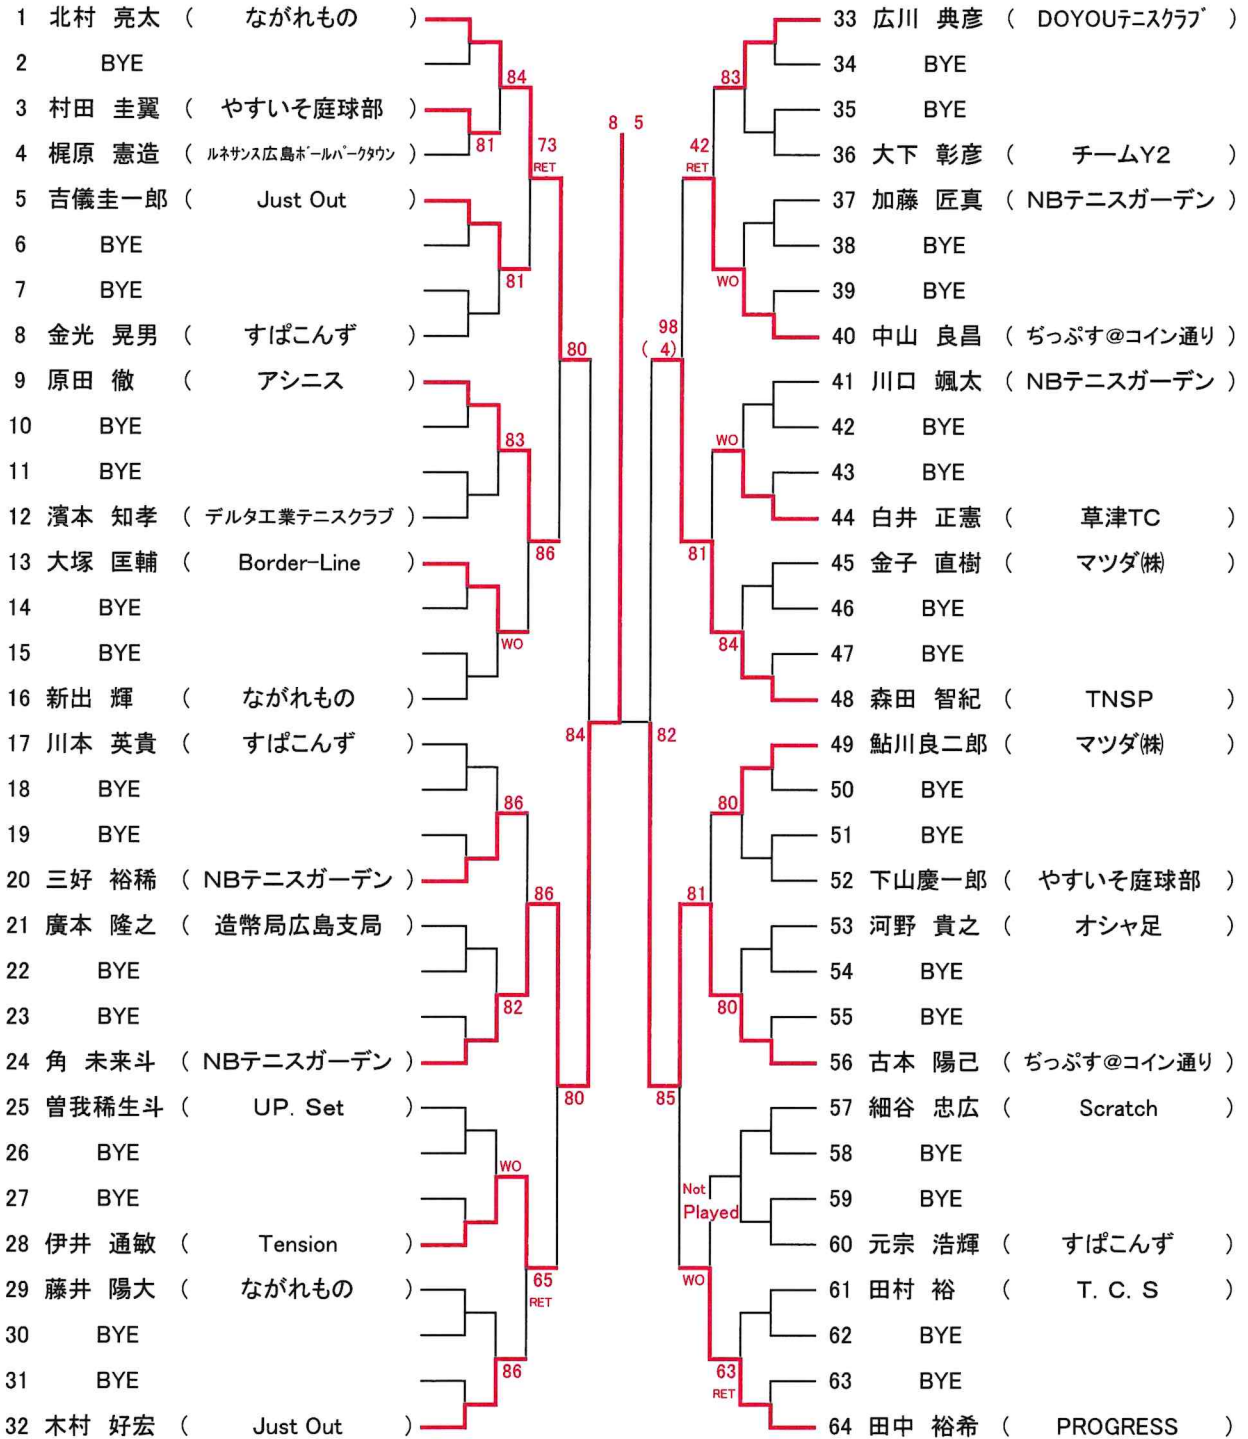 1 北村 亮太 ( ながれもの )
2 BYE
84
3 村田 圭翼 ( やすいそ庭球部 )
81
4 梶原 憲造 ( ルネサンス広島ボールパークタウン )
73
RET
5 吉儀圭一郎 ( Just Out )
6 BYE
81
7 BYE
8 金光 晃男 ( すぱこんず )
80
9 原田 徹 ( アシニス )
10 BYE
83
11 BYE
12 濱本 知孝 ( デルタ工業テニスクラブ )
86
13 大塚 匡輔 ( Border-Line )
14 BYE
WO
15 BYE
16 新出 輝 ( ながれもの )
84
17 川本 英貴 ( すぱこんず )
18 BYE
86
19 BYE
20 三好 裕稀 ( NBテニスガーデン )
86
21 廣本 隆之 ( 造幣局広島支局 )
22 BYE
82
23 BYE
24 角 未来斗 ( NBテニスガーデン )
80
25 曽我稀生斗 ( UP. Set )
26 BYE
WO
27 BYE
28 伊井 通敏 ( Tension )
65
RET
29 藤井 陽大 ( ながれもの )
30 BYE
86
31 BYE
32 木村 好宏 ( Just Out )
8 5
33 広川 典彦 ( DOYOUテニスクラブ )
83
34 BYE
35 BYE
42
RET
36 大下 彰彦 ( チームY2 )
37 加藤 匠真 ( NBテニスガーデン )
38 BYE
WO
39 BYE
98
( 4)
40 中山 良昌 ( ぢっぷす@コイン通り )
41 川口 颯太 ( NBテニスガーデン )
42 BYE
WO
43 BYE
44 白井 正憲 ( 草津TC )
81
45 金子 直樹 ( マツダ㈱ )
46 BYE
84
47 BYE
48 森田 智紀 ( TNSP )
82
49 鮎川良二郎 ( マツダ㈱ )
50 BYE
80
51 BYE
52 下山慶一郎 ( やすいそ庭球部 )
81
53 河野 貴之 ( オシャ足 )
54 BYE
80
55 BYE
56 古本 陽己 ( ぢっぷす@コイン通り )
85
57 細谷 忠広 ( Scratch )
58 BYE
Not
Played
59 BYE
60 元宗 浩輝 ( すぱこんず )
WO
61 田村 裕 ( T. C. S )
62 BYE
63
RET
63 BYE
64 田中 裕希 ( PROGRESS )